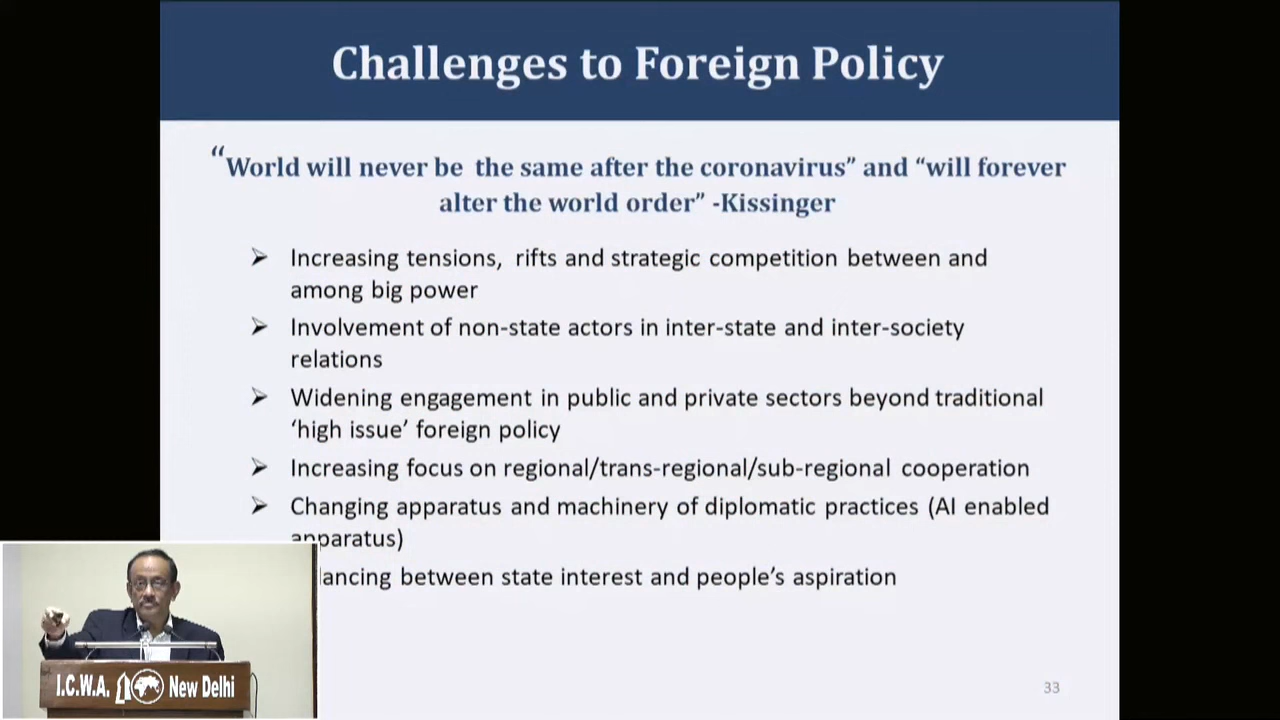 Challenges to Foreign Policy
“World will never be the same after the coronavirus” and “will forever
alter the world order” -Kissinger
➢ Increasing tensions, rifts and strategic competition between and
among big power
➢ Involvement of non-state actors in inter-state and inter-society
relations
➢ Widening engagement in public and private sectors beyond traditional
‘high issue’ foreign policy
➢ Increasing focus on regional/trans-regional/sub-regional cooperation
➢ Changing apparatus and machinery of diplomatic practices (AI enabled
apparatus)
lancing between state interest and people’s aspiration
I.C.W.A. New Delhi
33